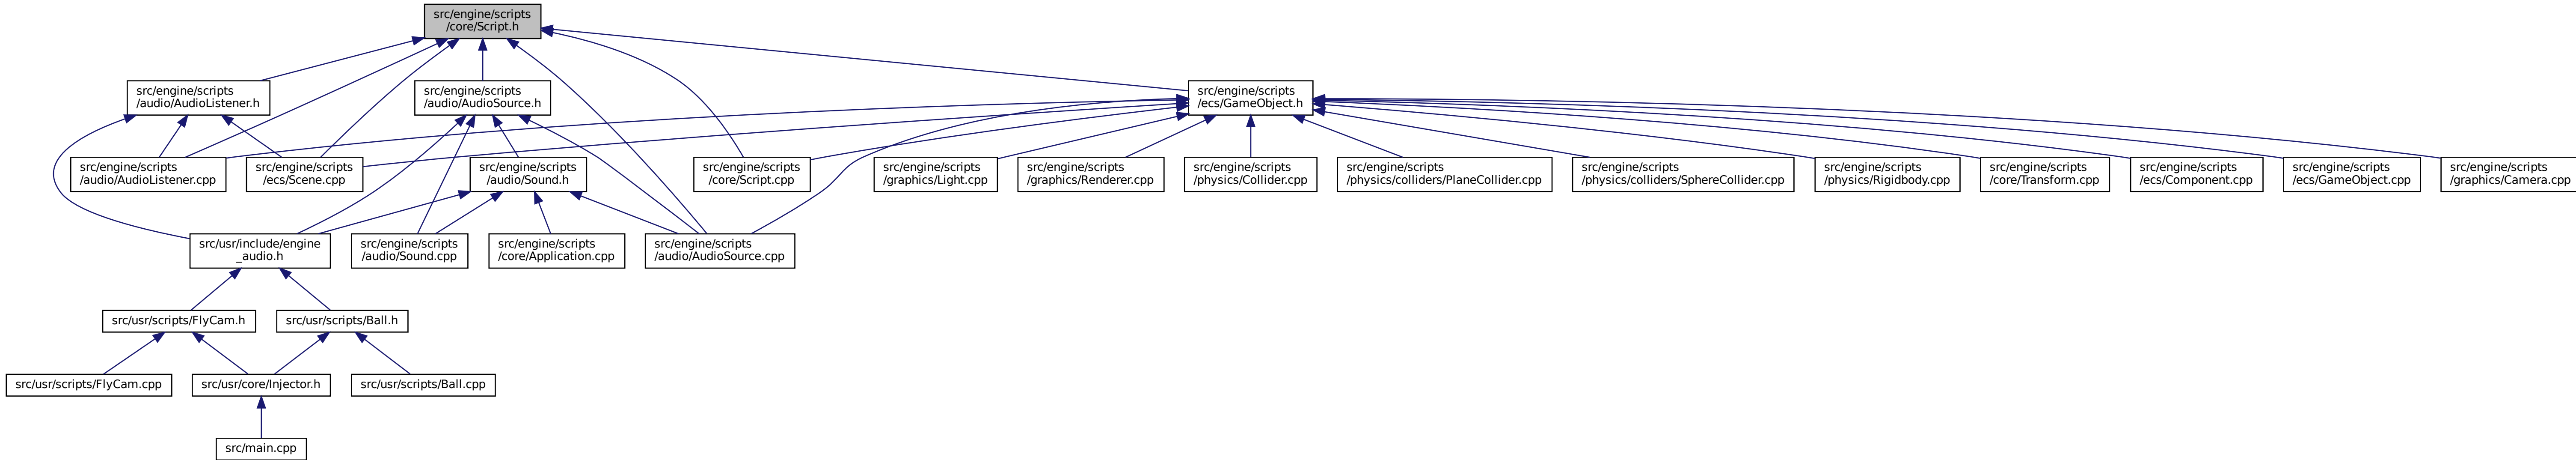 src/engine/scripts
/core/Script.h
src/engine/scripts
/audio/AudioListener.h
src/engine/scripts
/audio/AudioSource.h
src/engine/scripts
/ecs/GameObject.h
src/engine/scripts
/audio/AudioListener.cpp
src/engine/scripts
/ecs/Scene.cpp
src/engine/scripts
/audio/Sound.h
src/engine/scripts
/core/Script.cpp
src/engine/scripts
/graphics/Light.cpp
src/engine/scripts
/graphics/Renderer.cpp
src/engine/scripts
/physics/Collider.cpp
src/engine/scripts
/physics/colliders/PlaneCollider.cpp
src/engine/scripts
/physics/colliders/SphereCollider.cpp
src/engine/scripts
/physics/Rigidbody.cpp
src/engine/scripts
/core/Transform.cpp
src/engine/scripts
/ecs/Component.cpp
src/engine/scripts
/ecs/GameObject.cpp
src/engine/scripts
/graphics/Camera.cpp
src/usr/include/engine
_audio.h
src/engine/scripts
/audio/Sound.cpp
src/engine/scripts
/core/Application.cpp
src/engine/scripts
/audio/AudioSource.cpp
src/usr/scripts/FlyCam.h
src/usr/scripts/Ball.h
src/usr/scripts/FlyCam.cpp
src/usr/core/Injector.h
src/usr/scripts/Ball.cpp
src/main.cpp